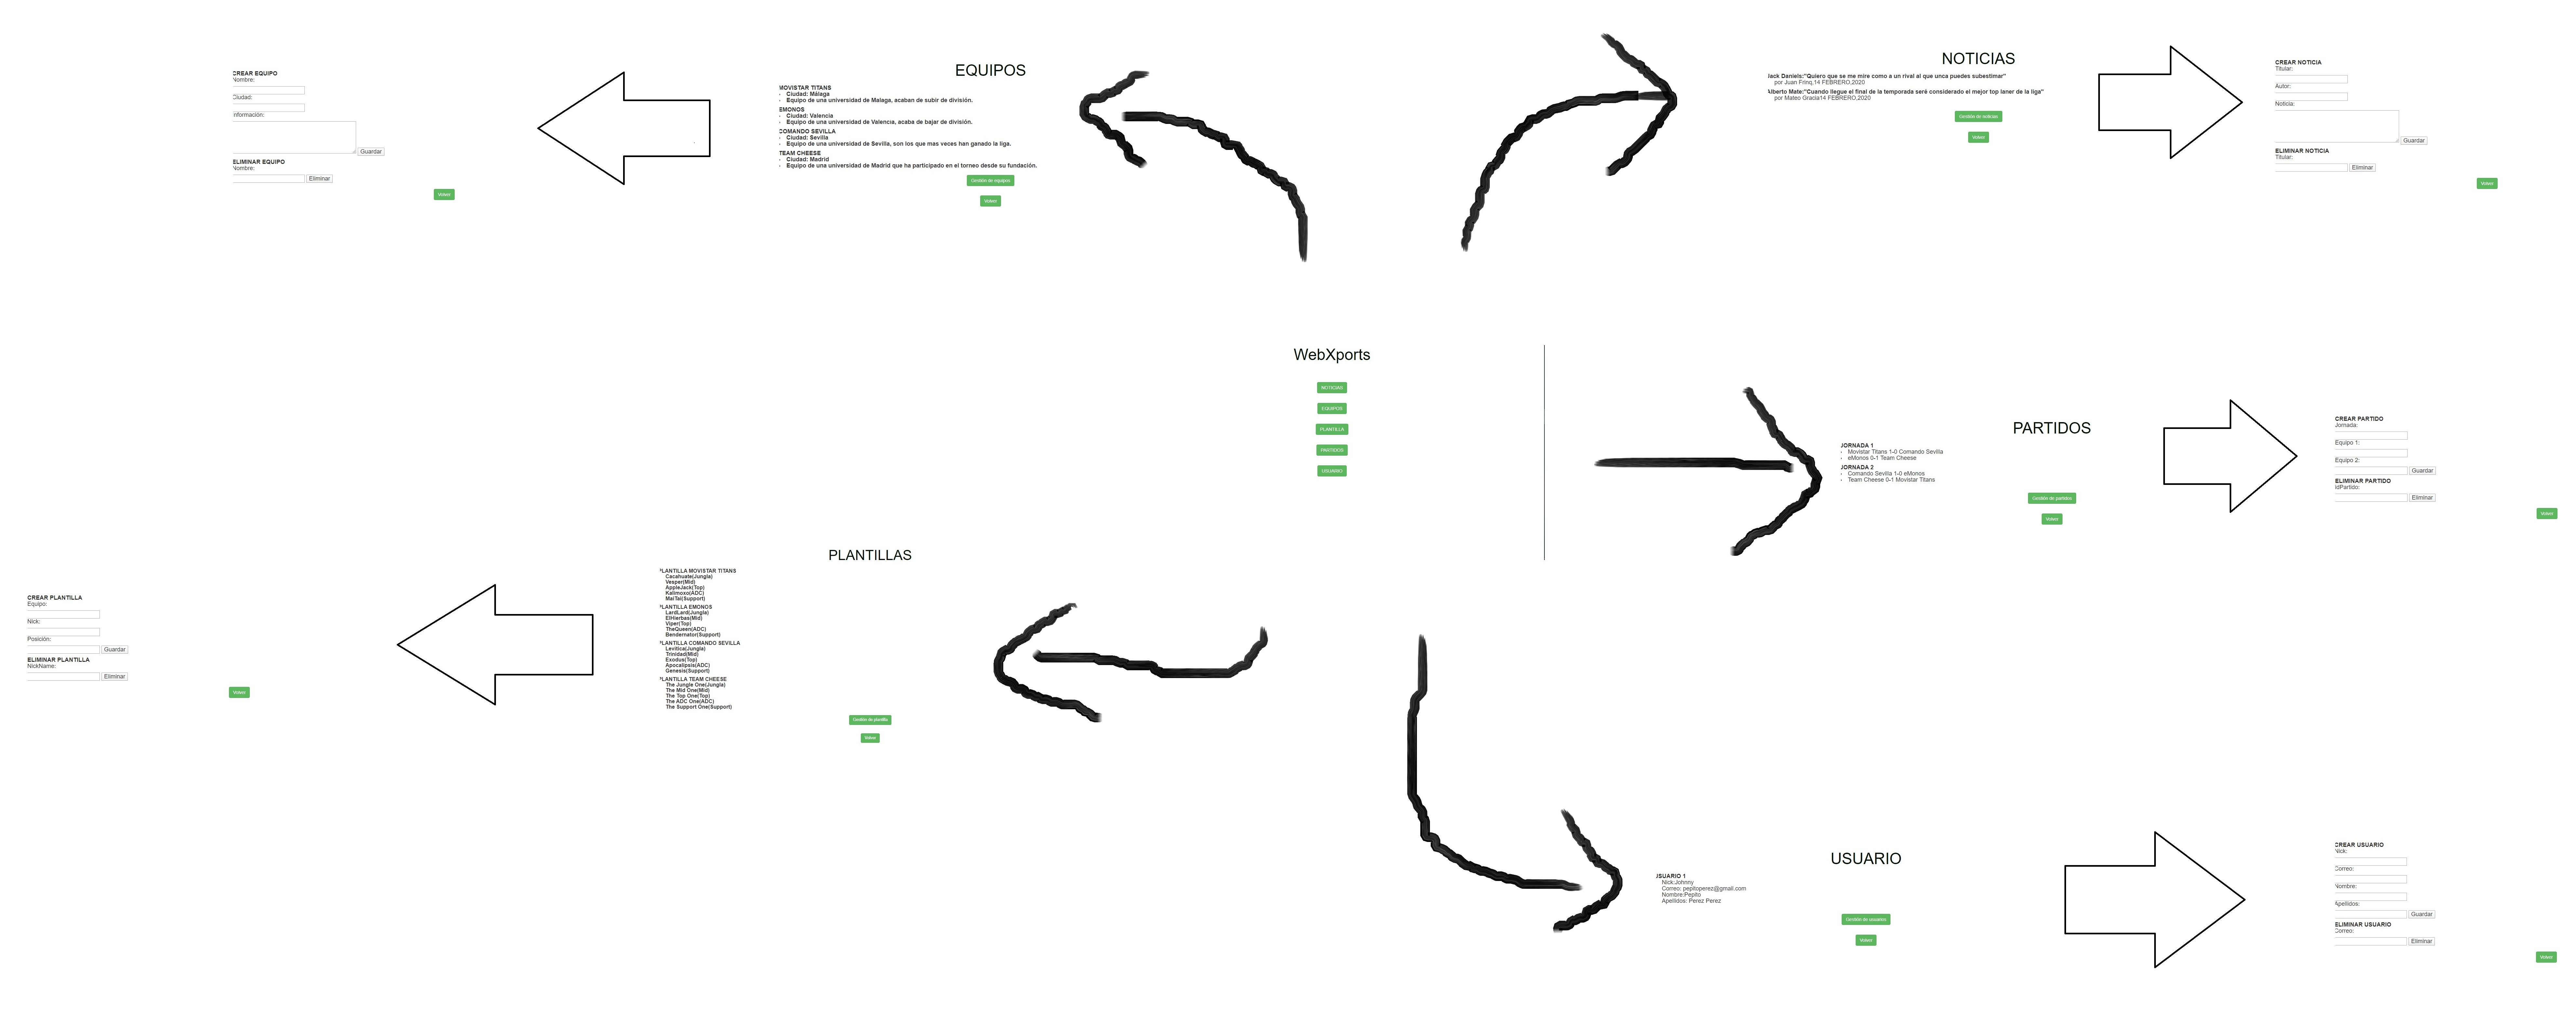 CREAR EQUIPO
Nombre:
Ciudad:
Información:
Guardar
ELIMINAR EQUIPO
Nombre:
Eliminar
Volver
EQUIPOS
MOVISTAR TITANS
Ciudad: Málaga
Equipo de una universidad de Malaga, acaban de subir de división.
EMONOS
Ciudad: Valencia
Equipo de una universidad de Valencia, acaba de bajar de división.
COMANDO SEVILLA
Ciudad: Sevilla
Equipo de una universidad de Sevilla, son los que mas veces han ganado la liga.
TEAM CHEESE
Ciudad: Madrid
Equipo de una universidad de Madrid que ha participado en el torneo desde su fundación.
Gestión de equipos
Volver
NOTICIAS
Jack Daniels:"Quiero que se me mire como a un rival al que unca puedes subestimar"
por Juan Frinq,14 FEBRERO,2020
Alberto Mate:"Cuando llegue el final de la temporada seré considerado el mejor top laner de la liga"
por Mateo Gracia14 FEBRERO,2020
Gestión de noticias
Volver
CREAR NOTICIA
Titular:
Autor:
Noticia:
Guardar
ELIMINAR NOTICIA
Titular:
Eliminar
Volver
WebXports
NOTICIAS
EQUIPOS
PLANTILLA
PARTIDOS
USUARIO
PARTIDOS
JORNADA 1
Movistar Titans 1-0 Comando Sevilla
eMonos 0-1 Team Cheese
JORNADA 2
Comando Sevilla 1-0 eMonos
Team Cheese 0-1 Movistar Titans
Gestión de partidos
Volver
CREAR PARTIDO
Jornada:
Equipo 1:
Equipo 2:
Guardar
ELIMINAR PARTIDO
idPartido:
Eliminar
Volver
CREAR PLANTILLA
Equipo:
Nick:
Posición:
Guardar
ELIMINAR PLANTILLA
NickName:
Eliminar
Volver
PLANTILLAS
PLANTILLA MOVISTAR TITANS
Cacahuate(Jungla)
Vesper(Mid)
AppleJack(Top)
Kalimoxo(ADC)
MaiTai(Support)
PLANTILLA EMONOS
LardLard(Jungla)
ElHierbas(Mid)
Viper(Top)
TheQueen(ADC)
Bendernator(Support)
PLANTILLA COMANDO SEVILLA
Levitica(Jungla)
Trinidad(Mid)
Exodus(Top)
Apocalipsis(ADC)
Genesis(Support)
PLANTILLA TEAM CHEESE
The Jungle One(Jungla)
The Mid One(Mid)
The Top One(Top)
The ADC One(ADC)
The Support One(Support)
Gestión de plantilla
Volver
USUARIO
USUARIO 1
Nick:Johnny
Correo: pepitoperez@gmail.com
Nombre:Pepito
Apellidos: Perez Perez
Gestión de usuarios
Volver
CREAR USUARIO
Nick:
Correo:
Nombre:
Apellidos:
Guardar
ELIMINAR USUARIO
Correo:
Eliminar
Volver